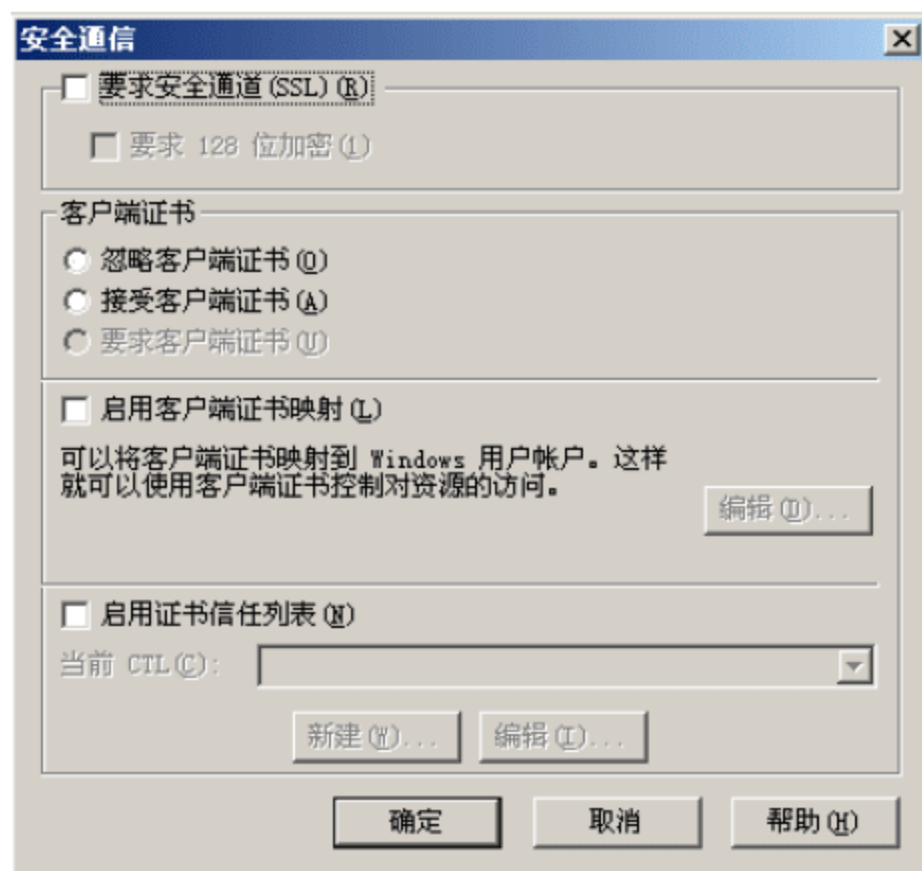 安全通信
要求安全通道(SSL)(R)
要求 128 位加密(1)
客户端证书
忽略客户端证书(O)
接受客户端证书(A)
要求客户端证书(U)
启用客户端证书映射(L)
可以将客户端证书映射到 Windows 用户帐户。这样
就可以使用客户端证书控制对资源的访问。
编辑(D)...
启用证书信任列表(N)
当前 CTL(C):
新建(W)... 编辑(I)...
确定 取消 帮助(H)